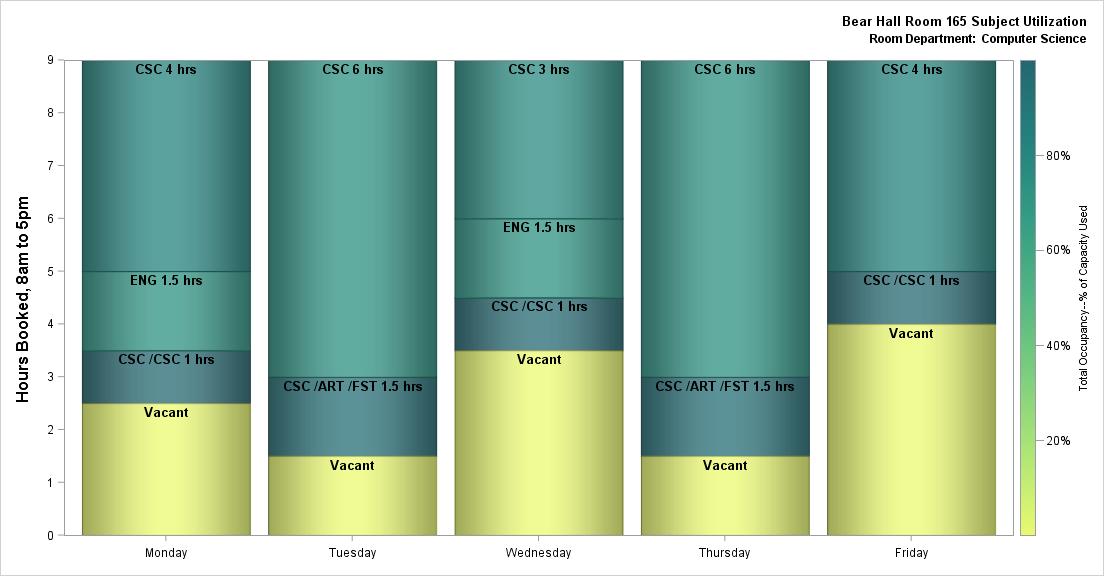 Bear Hall Room 165 Subject Utilization
Room Department: Computer Science
Hours Booked, 8am to 5pm
9
8
7
6
5
4
3
2
1
0
CSC 4 hrs
ENG 1.5 hrs
CSC /CSC 1 hrs
Vacant
CSC 6 hrs
CSC /ART /FST 1.5 hrs
Vacant
CSC 3 hrs
ENG 1.5 hrs
CSC /CSC 1 hrs
Vacant
CSC 6 hrs
CSC /ART /FST 1.5 hrs
Vacant
CSC 4 hrs
CSC /CSC 1 hrs
Vacant
Monday
Tuesday
Wednesday
Thursday
Friday
80%
60%
40%
20%
Total Occupancy--% of Capacity Used